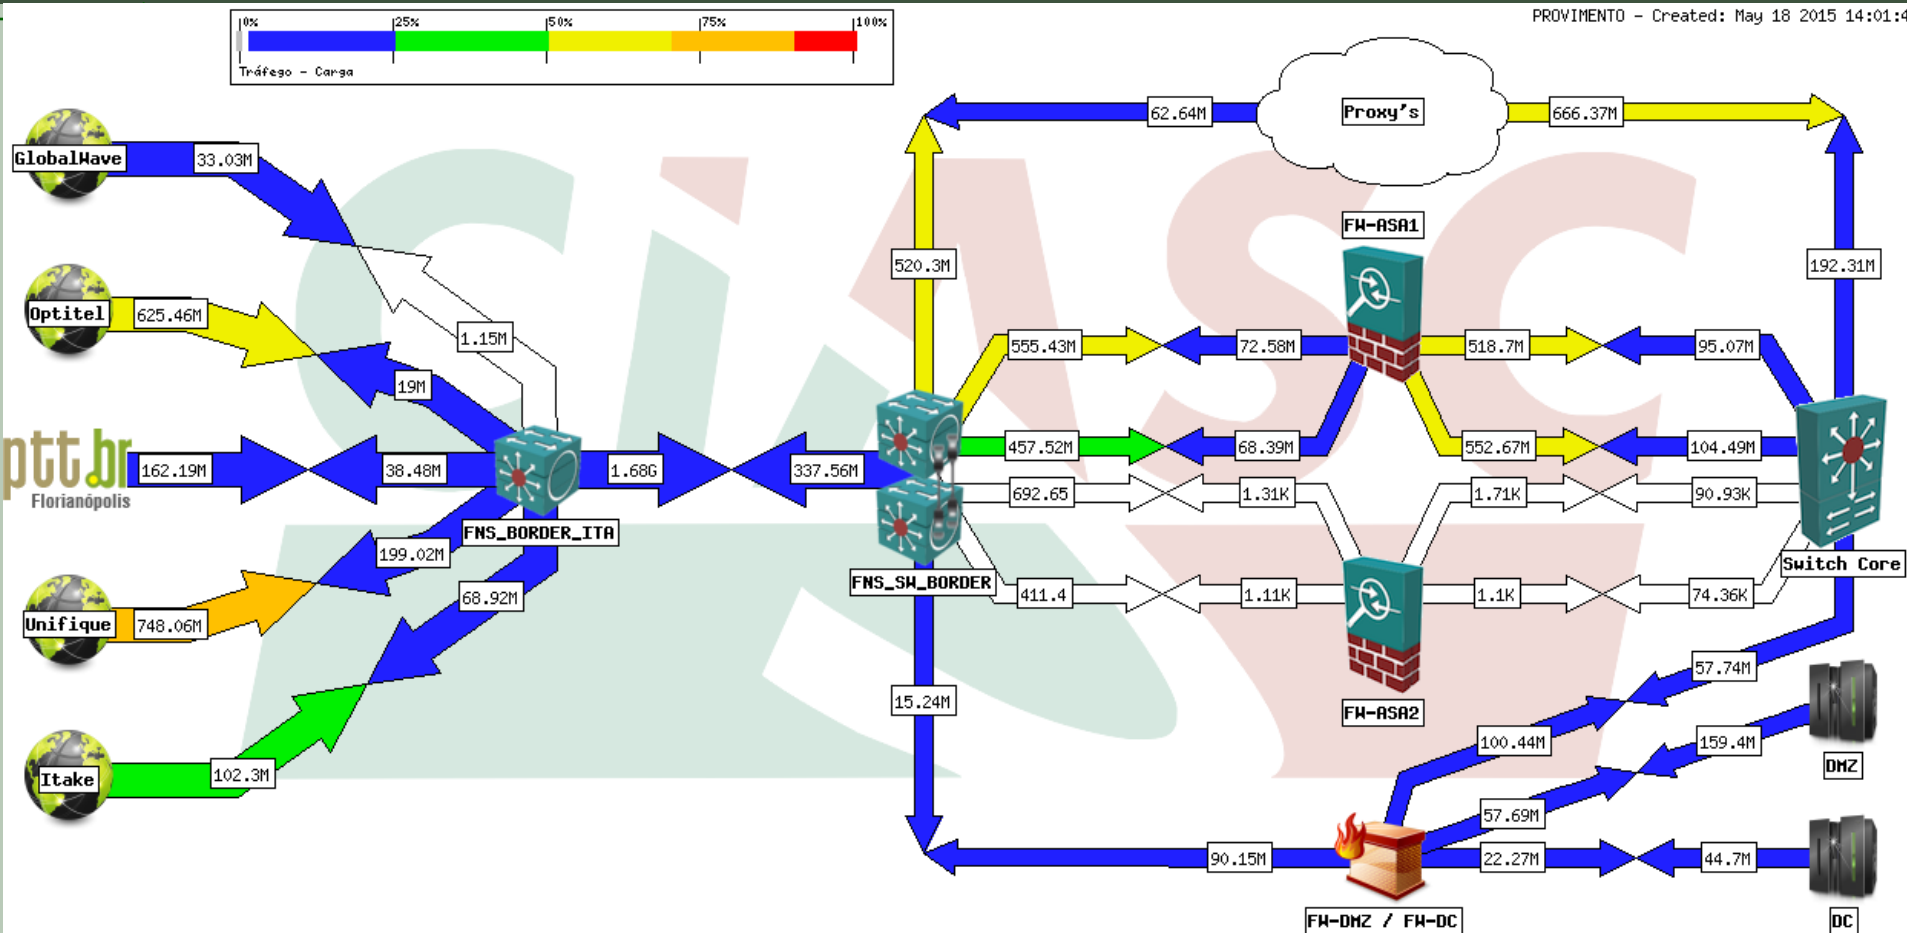 0% 25% 50% 75% 100%
Tráfego - Carga
PROVIMENTO - Created: May 18 2015 14:01:4
62.64M
Proxy's
666.37M
GlobalWave
33.03M
FW-ASA1
520.3M
192.31M
Optitel
625.46M
1.15M
555.43M
72.58M
518.7M
95.07M
19M
ptt.br
Florianópolis
162.19M
38.48M
1.68G
337.56M
457.52M
68.39M
552.67M
104.49M
692.65
1.31K
1.71K
90.93K
FNS_BORDER_ITA
199.02M
FNS_SW_BORDER
Switch Core
411.4
1.11K
1.1K
74.36K
68.92M
Unifique
748.06M
57.74M
15.24M
FW-ASA2
100.44M
159.4M
DMZ
Itake
102.3M
57.69M
90.15M
22.27M
44.7M
FW-DMZ / FW-DC
DC
CIASC